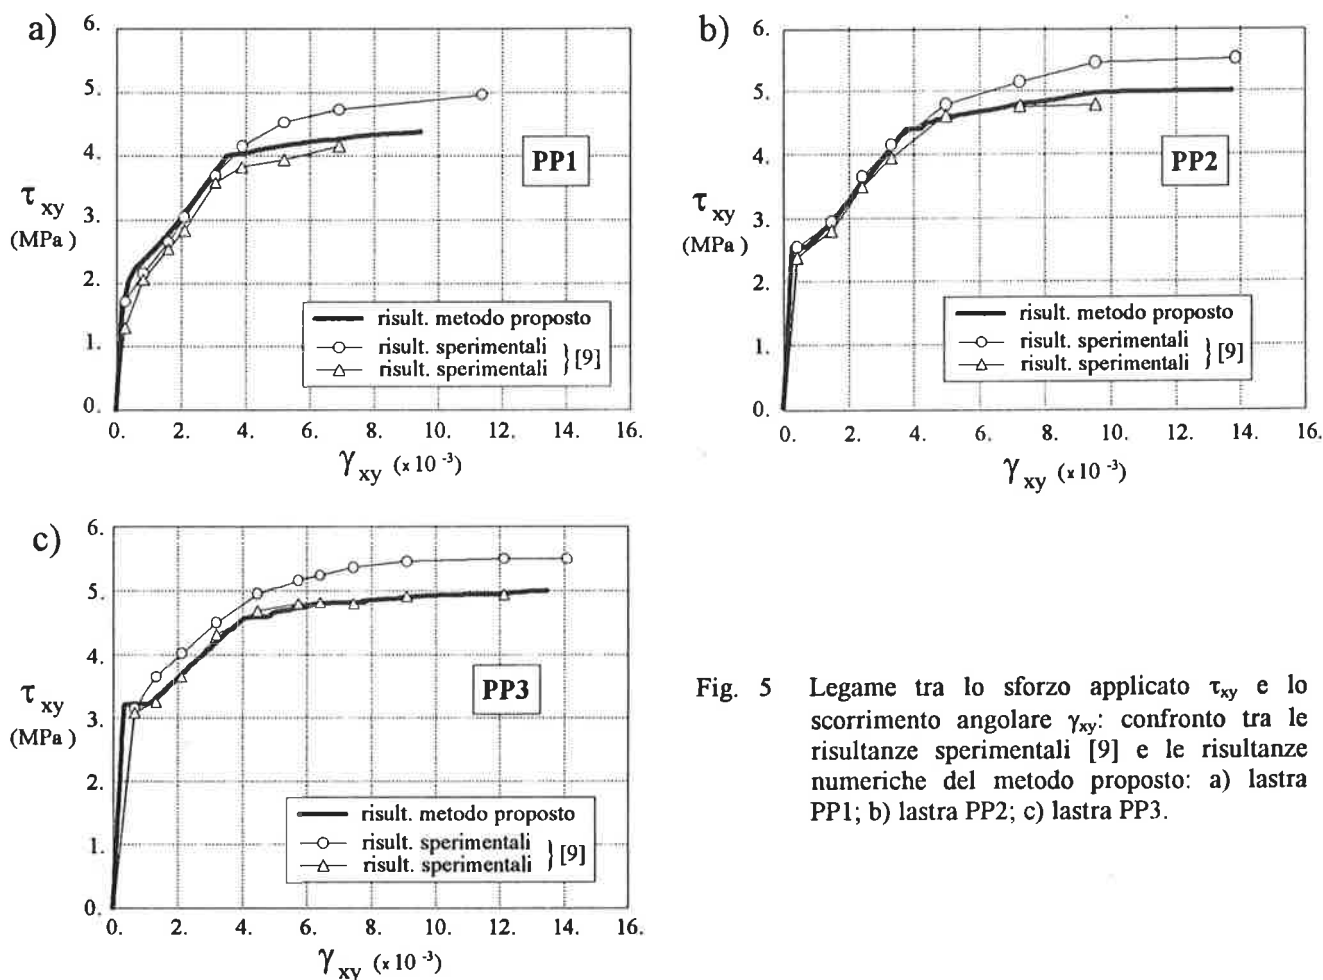 a)
6.
5.
4.
3.
2.
1.
0.
τxy
(MPa)
PP1
risult. metodo proposto
risult. sperimentali
risult. sperimentali
} [9]
0. 2. 4. 6. 8. 10. 12. 14. 16.
γxy (x 10 -3)
b)
6.
5.
4.
3.
2.
1.
0.
τxy
(MPa)
PP2
risult. metodo proposto
risult. sperimentali
risult. sperimentali
} [9]
0. 2. 4. 6. 8. 10. 12. 14. 16.
γxy (x 10 -3)
c)
6.
5.
4.
3.
2.
1.
0.
τxy
(MPa)
PP3
risult. metodo proposto
risult. sperimentali
risult. sperimentali
} [9]
0. 2. 4. 6. 8. 10. 12. 14. 16.
γxy (x 10 -3)
Fig. 5 Legame tra lo sforzo applicato τxy e lo
scorrimento angolare γxy: confronto tra le
risultanze sperimentali [9] e le risultanze
numeriche del metodo proposto: a) lastra
PP1; b) lastra PP2; c) lastra PP3.